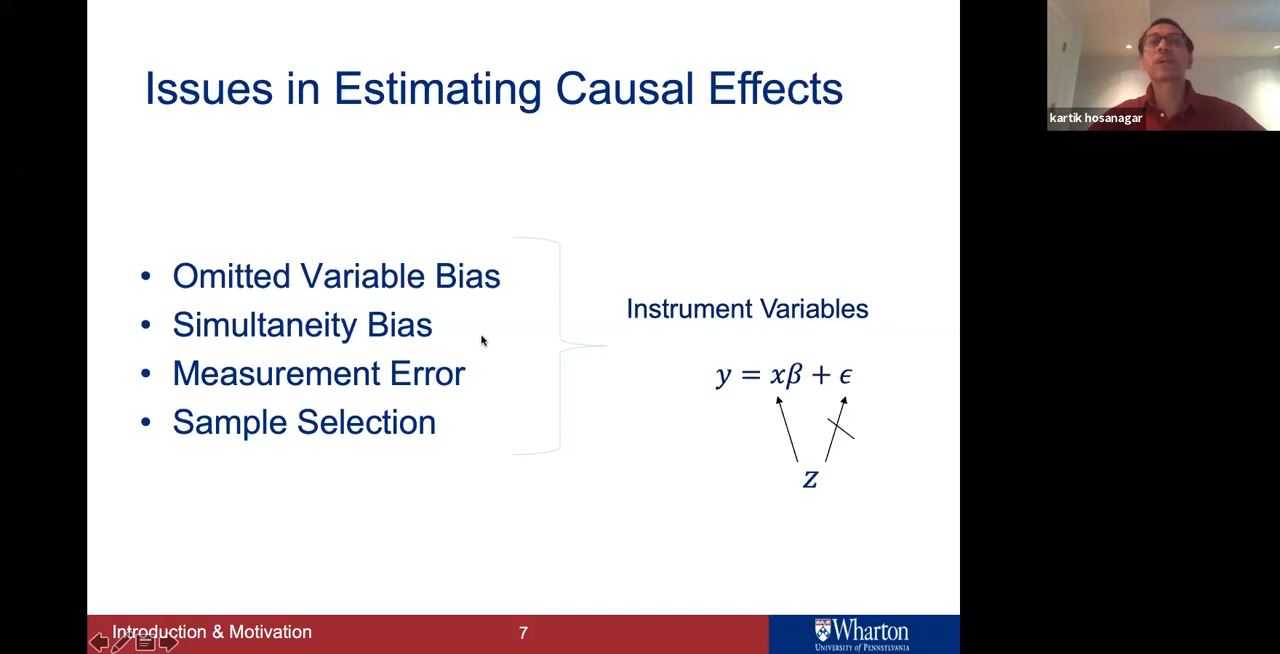 Issues in Estimating Causal Effects
kartik hosanagar
• Omitted Variable Bias
• Simultaneity Bias
• Measurement Error
• Sample Selection
Instrument Variables
y = xβ + ϵ
z
Introduction & Motivation
7
Wharton
UNIVERSITY of PENNSYLVANIA